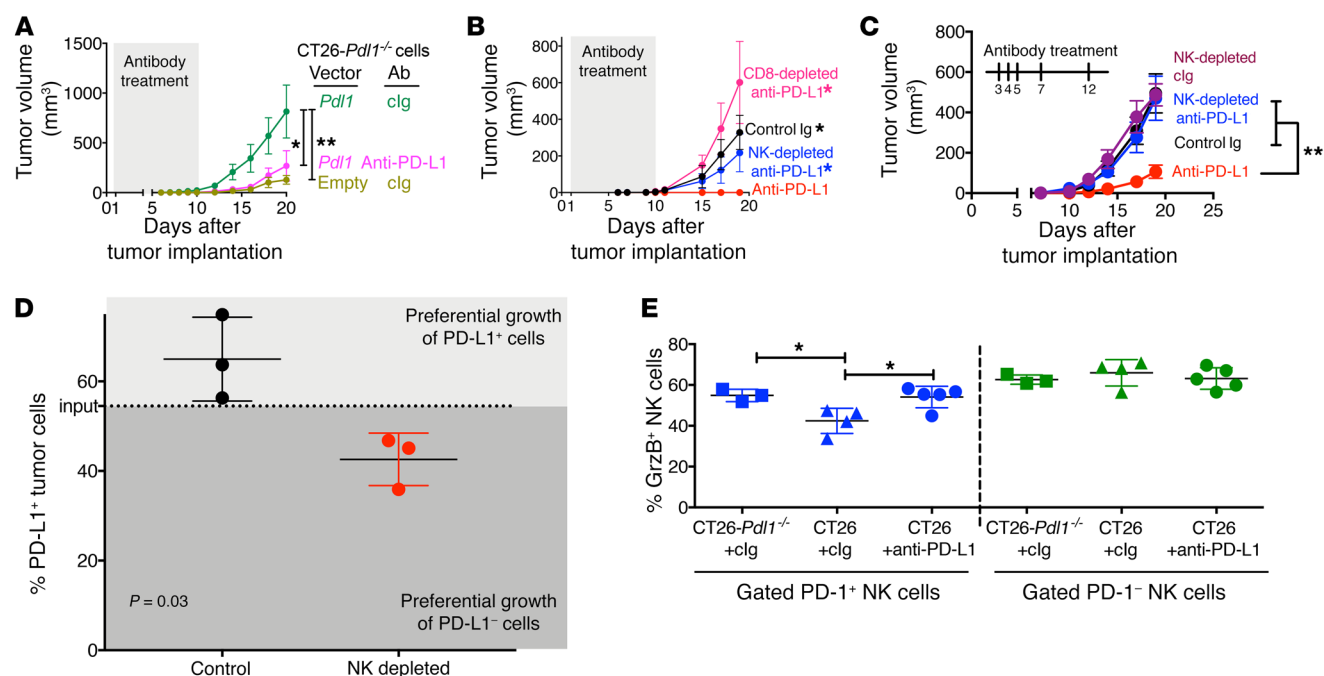 A
Tumor volume
(mm³)
1500
1000
500
0
Antibody
treatment
CT26-Pdl1-/- cells
Vector Ab
Pdl1 cIg
* **
Pdl1 Anti-PD-L1
Empty cIg
01 5 10 15 20
Days after
tumor implantation
B
Tumor volume
(mm³)
800
600
400
200
0
Antibody
treatment
CD8-depleted
anti-PD-L1*
Control Ig *
NK-depleted
anti-PD-L1*
Anti-PD-L1
01 5 10 15 20
Days after
tumor implantation
C
Tumor volume
(mm³)
800
600
400
200
0
Antibody treatment
345 7 12
NK-depleted
cIg
NK-depleted
anti-PD-L1
Control Ig
**
Anti-PD-L1
0 5 10 15 20 25
Days after
tumor implantation
D
% PD-L1⁺ tumor cells
60
input
40
20
0
Preferential growth
of PD-L1⁺ cells
P = 0.03
Preferential growth
of PD-L1⁻ cells
Control NK depleted
E
% GrzB⁺ NK cells
80
60
40
20
0
* *
CT26-Pdl1-/- CT26 CT26 CT26-Pdl1-/- CT26 CT26
+cIg +cIg +anti-PD-L1 +cIg +cIg +anti-PD-L1
Gated PD-1⁺ NK cells Gated PD-1⁻ NK cells